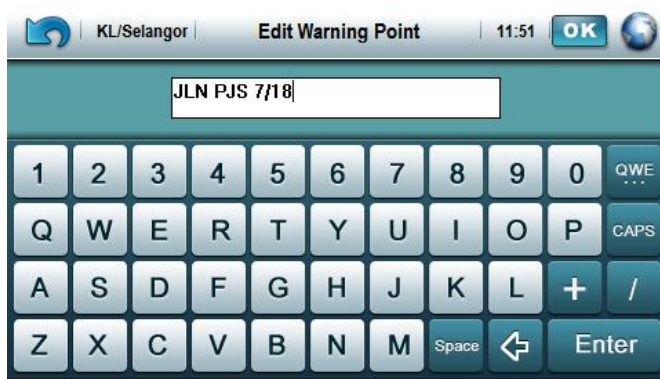 KL/Selangor Edit Warning Point 11:51 OK
JLN PJS 7/18
1 2 3 4 5 6 7 8 9 0 QWE...
Q W E R T Y U I O P CAPS
A S D F G H J K L + /
Z X C V B N M Space Enter